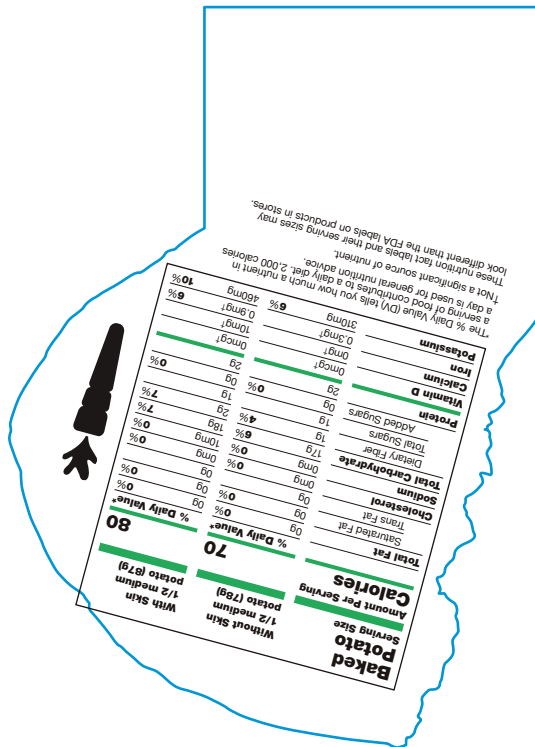 Baked
Potato
Serving Size
Without Skin
1/2 medium
potato (78g)
With Skin
1/2 medium
potato (87g)
Amount Per Serving
Calories 70 80
% Daily Value* % Daily Value*
Total Fat 0g 0% 0g 0%
Saturated Fat 0g 0% 0g 0%
Trans Fat 0g 0g
Cholesterol 0mg 0% 0mg 0%
Sodium 0mg 0% 10mg 0%
Total Carbohydrate 17g 6% 18g 7%
Dietary Fiber 1g 4% 2g 7%
Total Sugars 1g 1g
Added Sugars 0g 0% 0g 0%
Protein 2g 2g
Vitamin D 0mcg† 0mcg†
Calcium 0mg† 10mg†
Iron 0.3mg† 0.9mg† 6%
Potassium 310mg 6% 460mg 10%
*The % Daily Value (DV) tells you how much a nutrient in
a serving of food contributes to a daily diet. 2,000 calories
a day is used for general nutrition advice.
†Not a significant source of nutrient.
These nutrition fact labels and their serving sizes may
look different than the FDA labels on products in stores.